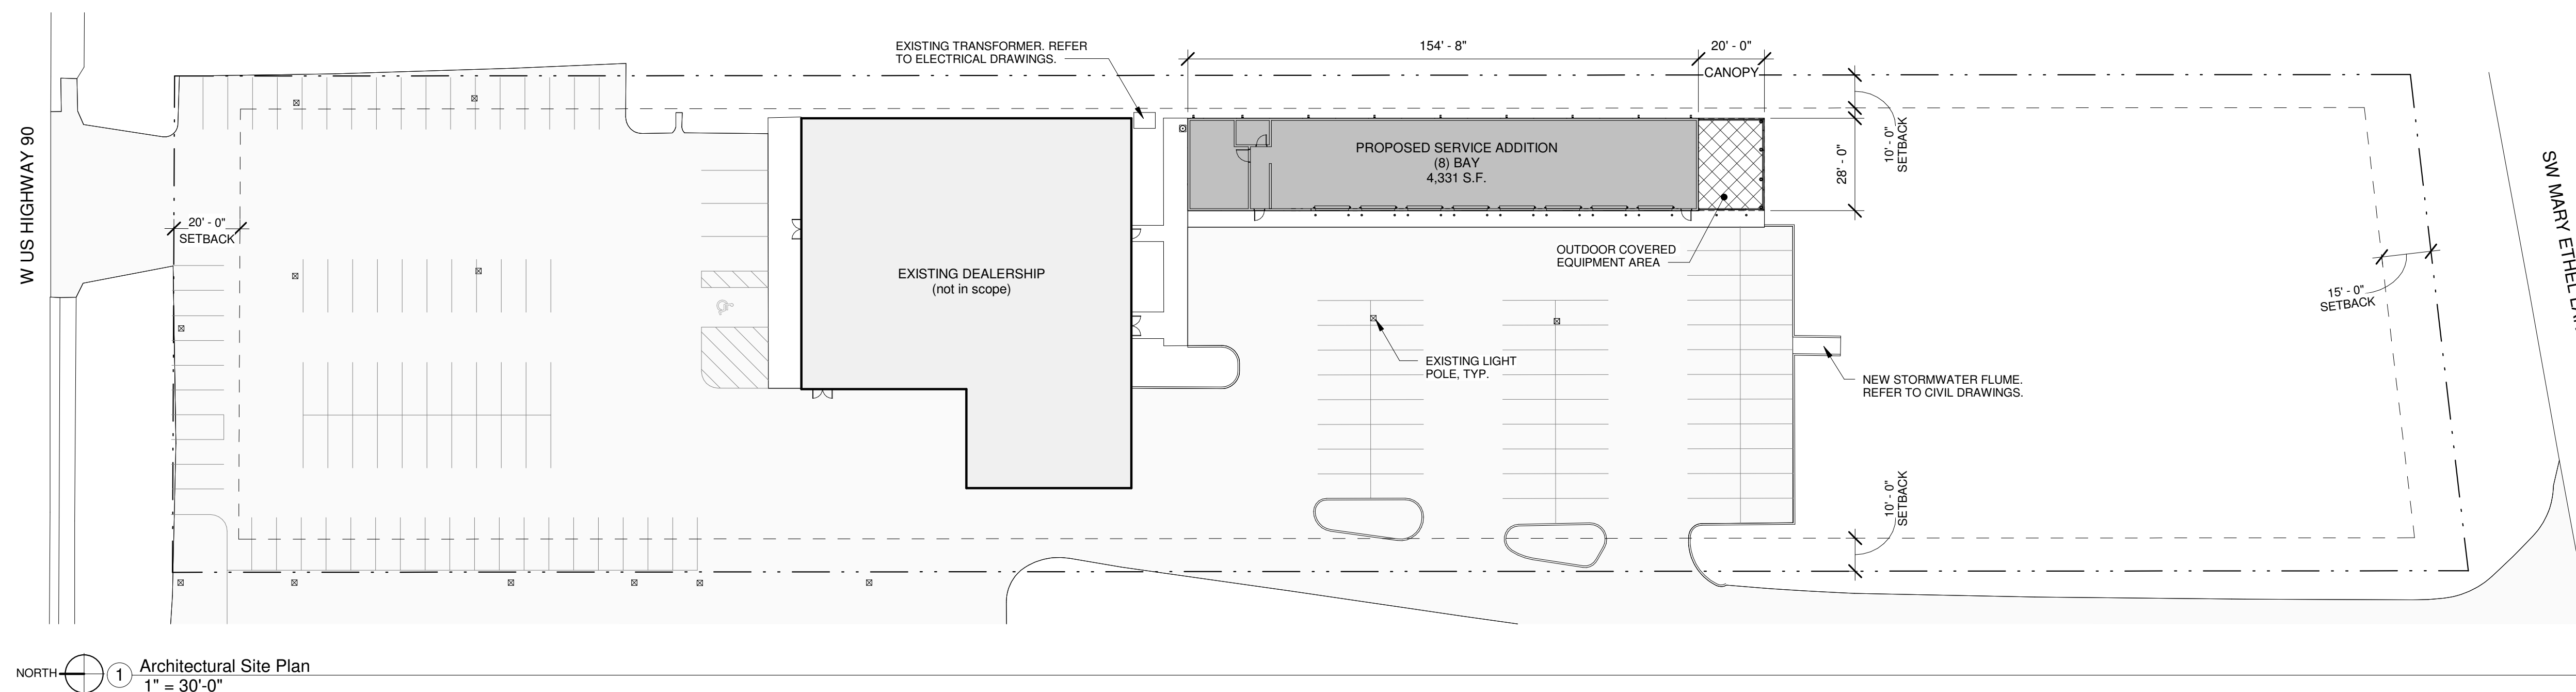 EXISTING TRANSFORMER. REFER
TO ELECTRICAL DRAWINGS.
154' - 8"
20' - 0"
CANOPY
W US HIGHWAY 90
20' - 0"
SETBACK
EXISTING DEALERSHIP
(not in scope)
PROPOSED SERVICE ADDITION
(8) BAY
4,331 S.F.
28' - 0"
10' - 0"
SETBACK
OUTDOOR COVERED
EQUIPMENT AREA
EXISTING LIGHT
POLE, TYP.
NEW STORMWATER FLUME.
REFER TO CIVIL DRAWINGS.
15' - 0"
SETBACK
SW MARY ETHEL
10' - 0"
SETBACK
NORTH
1
Architectural Site Plan
1" = 30'-0"